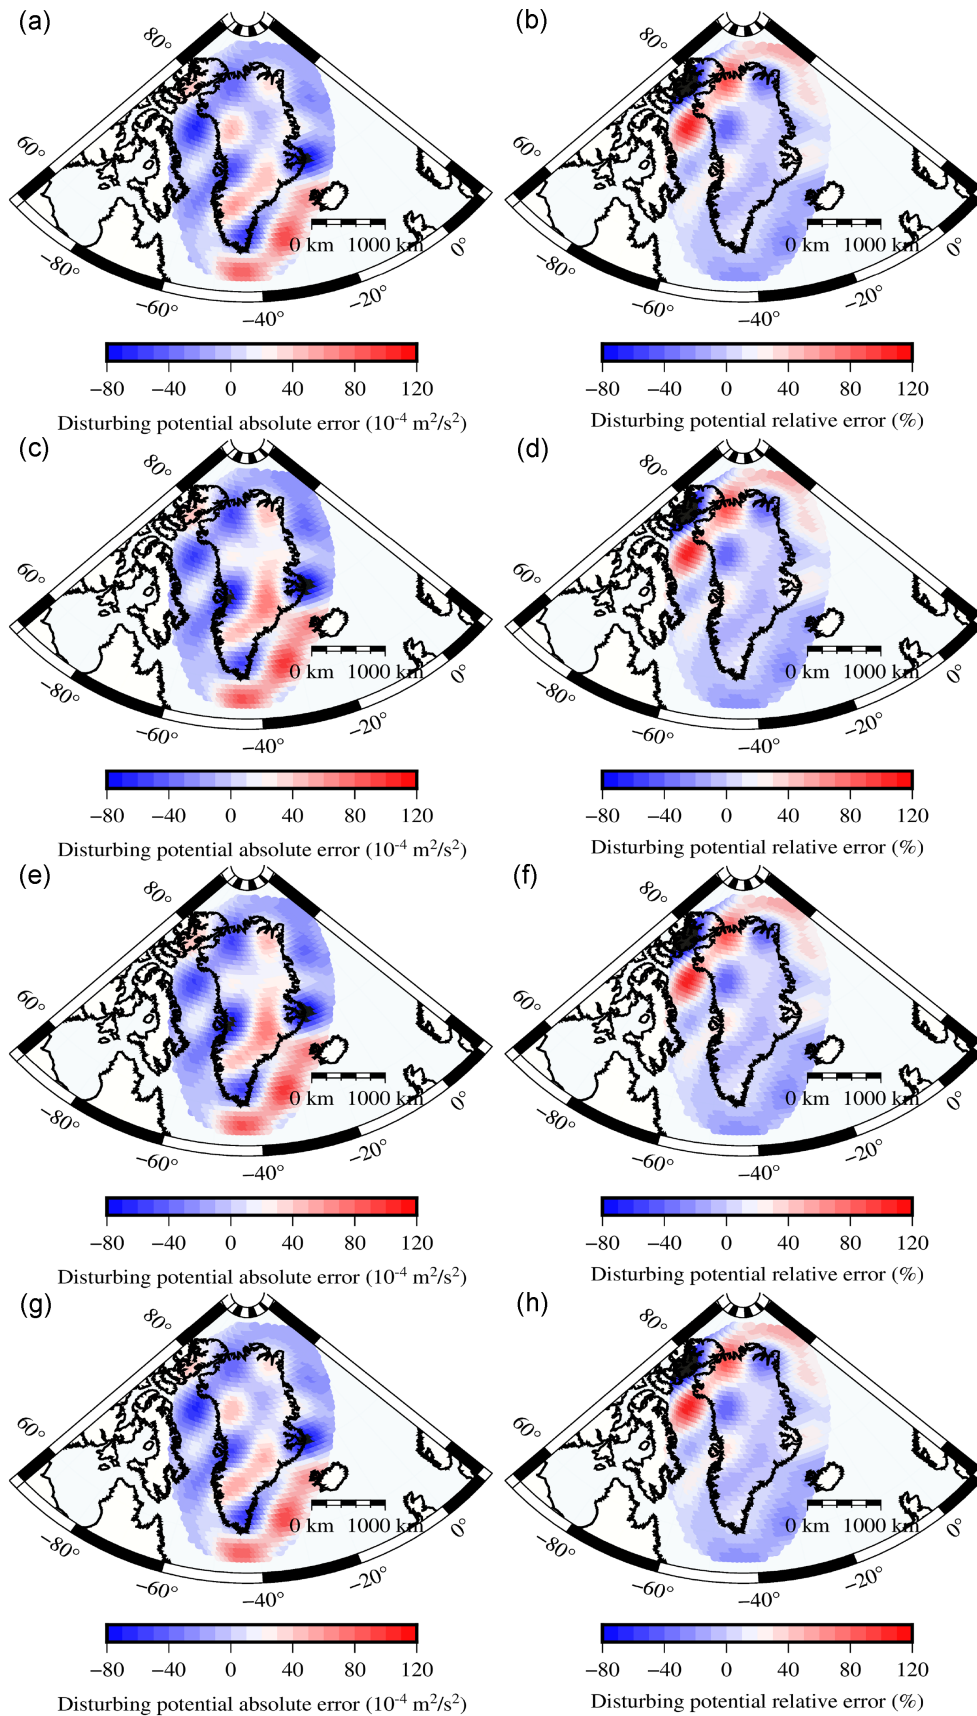 (a) (b)
80° 80°
60° 60°
0 km 1000 km 0 km 1000 km
−80° −60° −40° −20° 0° −80° −60° −40° −20° 0°
−80 −40 0 40 80 120 −80 −40 0 40 80 120
Disturbing potential absolute error (10⁻⁴ m²/s²) Disturbing potential relative error (%)
(c) (d)
80° 80°
60° 60°
0 km 1000 km 0 km 1000 km
−80° −60° −40° −20° 0° −80° −60° −40° −20° 0°
−80 −40 0 40 80 120 −80 −40 0 40 80 120
Disturbing potential absolute error (10⁻⁴ m²/s²) Disturbing potential relative error (%)
(e) (f)
80° 80°
60° 60°
0 km 1000 km 0 km 1000 km
−80° −60° −40° −20° 0° −80° −60° −40° −20° 0°
−80 −40 0 40 80 120 −80 −40 0 40 80 120
Disturbing potential absolute error (10⁻⁴ m²/s²) Disturbing potential relative error (%)
(g) (h)
80° 80°
60° 60°
0 km 1000 km 0 km 1000 km
−80° −60° −40° −20° 0° −80° −60° −40° −20° 0°
−80 −40 0 40 80 120 −80 −40 0 40 80 120
Disturbing potential absolute error (10⁻⁴ m²/s²) Disturbing potential relative error (%)